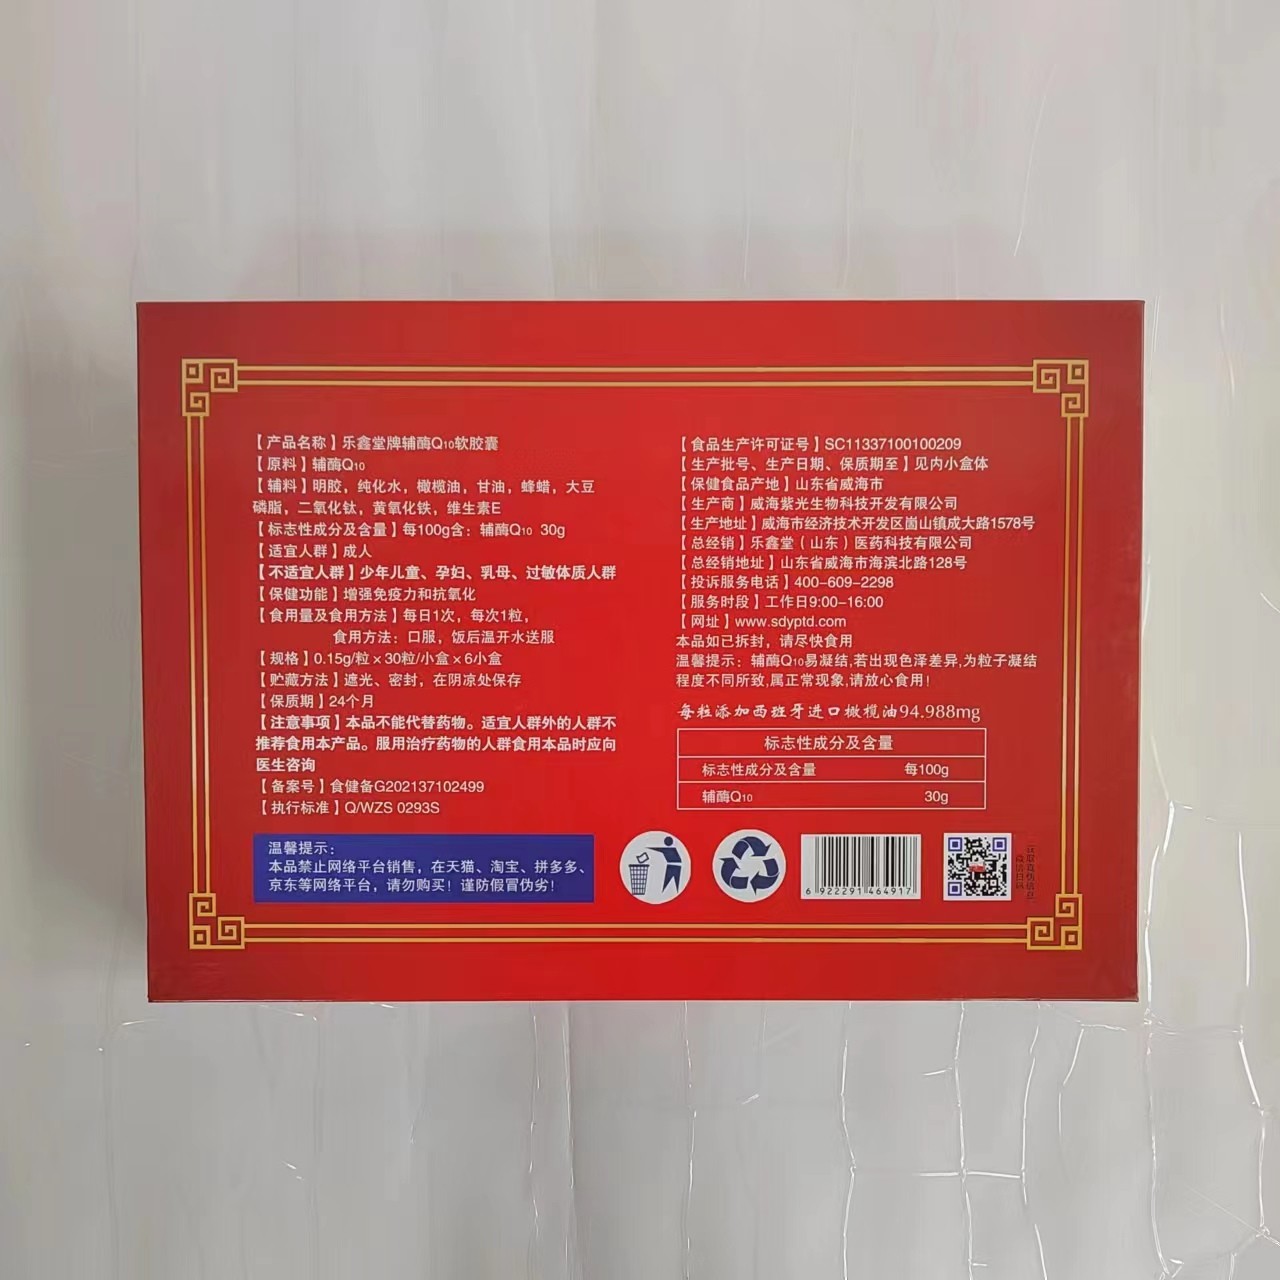 【产品名称】乐鑫堂牌辅酶Q10软胶囊
【原料】辅酶Q10
【辅料】明胶，纯化水，橄榄油，甘油，蜂蜡，大豆
磷脂，二氧化钛，黄氧化铁，维生素E
【标志性成分及含量】每100g含：辅酶Q10 30g
【适宜人群】成人
【不适宜人群】少年儿童、孕妇、乳母、过敏体质人群
【保健功能】增强免疫力和抗氧化
【食用量及食用方法】每日1次，每次1粒，
食用方法：口服，饭后温开水送服
【规格】0.15g/粒×30粒/小盒×6小盒
【贮藏方法】遮光、密封，在阴凉处保存
【保质期】24个月
【注意事项】本品不能代替药物。适宜人群外的人群不
推荐食用本产品。服用治疗药物的人群食用本品时应向
医生咨询
【备案号】食健备G202137102499
【执行标准】Q/WZS 0293S
温馨提示：
本品禁止网络平台销售，在天猫、淘宝、拼多多、
京东等网络平台，请勿购买！谨防假冒伪劣！
【食品生产许可证号】SC11337100100209
【生产批号、生产日期、保质期至】见内小盒体
【保健食品产地】山东省威海市
【生产商】威海紫光生物科技开发有限公司
【生产地址】威海市经济技术开发区崮山镇成大路1578号
【总经销】乐鑫堂（山东）医药科技有限公司
【总经销地址】山东省威海市海滨北路128号
【投诉服务电话】400-609-2298
【服务时段】工作日9:00-16:00
【网址】www.sdyptd.com
本品如已拆封，请尽快食用
温馨提示：辅酶Q10易凝结,若出现色泽差异,为粒子凝结
程度不同所致,属正常现象,请放心食用！
每粒添加西班牙进口橄榄油94.988mg
标志性成分及含量
标志性成分及含量 每100g
辅酶Q10 30g
6 922291 464917